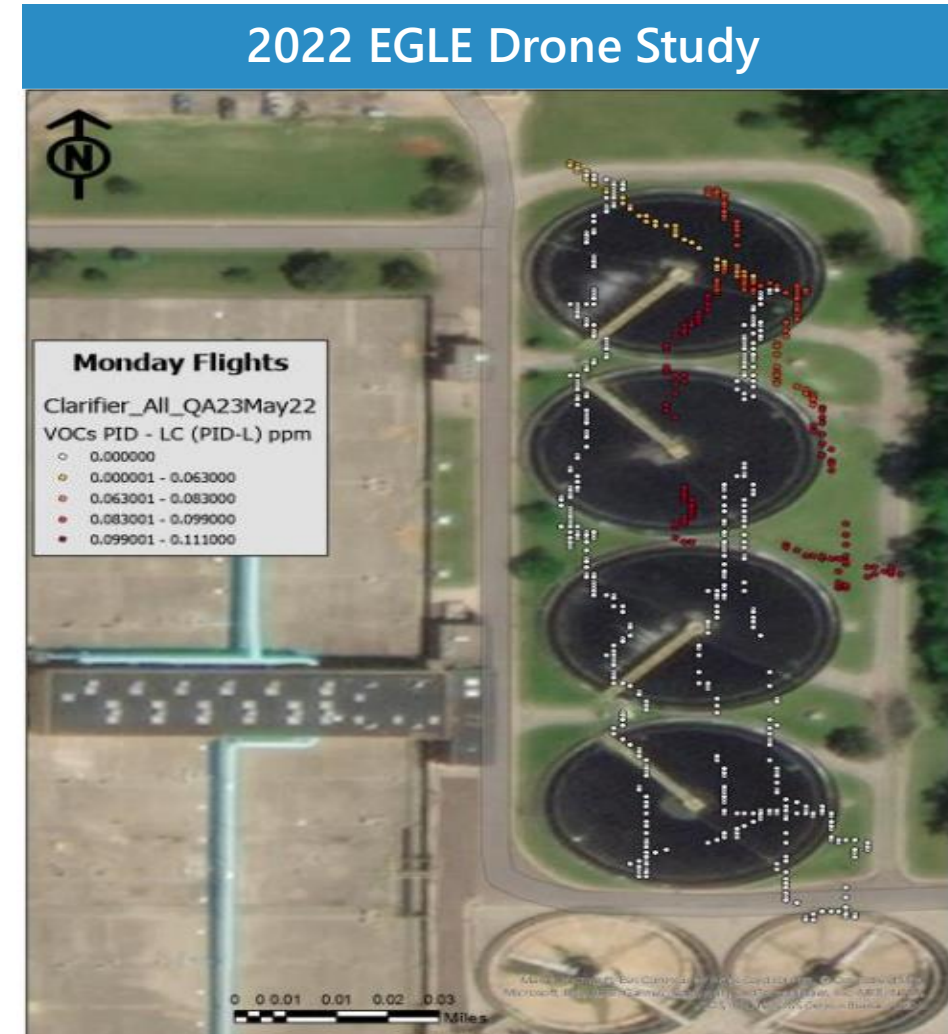 2022 EGLE Drone Study
N
Monday Flights
Clarifier_All_QA23May22
VOCs PID - LC (PID-L) ppm
0.000000
0.000001 - 0.063000
0.063001 - 0.083000
0.083001 - 0.099000
0.099001 - 0.111000
0 0.0.01 0.01 0.02 0.03
Miles
Microsoft,